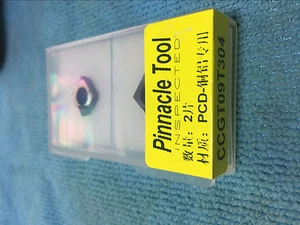 Pinnacle Tool
INSPECTED
数量: 2片
材质: PCD-铜铝专用
CCGT09T304